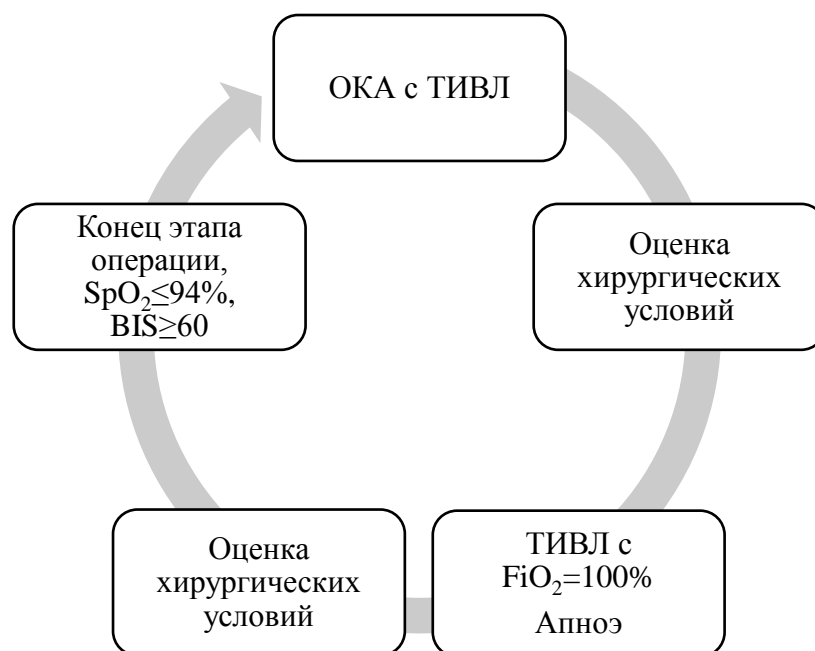 ОКА с ТИВЛ
Оценка
хирургических
условий
ТИВЛ с
FiO₂=100%
Апноэ
Оценка
хирургических
условий
Конец этапа
операции,
SpO₂≤94%,
BIS≥60